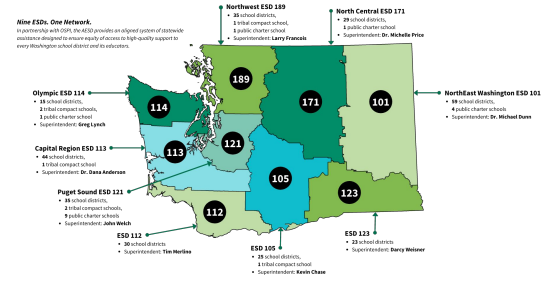 Nine ESDs. One Network.
In partnership with OSPI, the AESD provides an aligned system of statewide
assistance designed to ensure equity of access to high-quality support to
every Washington school district and its educators.
Northwest ESD 189
• 35 school districts,
1 tribal compact school,
1 public charter school
• Superintendent: Larry Francois
North Central ESD 171
• 29 school districts,
1 public charter school
• Superintendent: Dr. Michelle Price
Olympic ESD 114
• 15 school districts,
2 tribal compact schools,
1 public charter school
• Superintendent: Greg Lynch
NorthEast Washington ESD 101
• 59 school districts,
4 public charter schools
• Superintendent: Dr. Michael Dunn
Capital Region ESD 113
• 44 school districts,
1 tribal compact school
• Superintendent: Dr. Dana Anderson
Puget Sound ESD 121
• 35 school districts,
2 tribal compact schools,
9 public charter schools
• Superintendent: John Welch
ESD 112
• 30 school districts
• Superintendent: Tim Merlino
ESD 105
• 25 school districts,
1 tribal compact school
• Superintendent: Kevin Chase
ESD 123
• 23 school districts
• Superintendent: Darcy Weisner
189
114
171
101
121
113
105
123
112